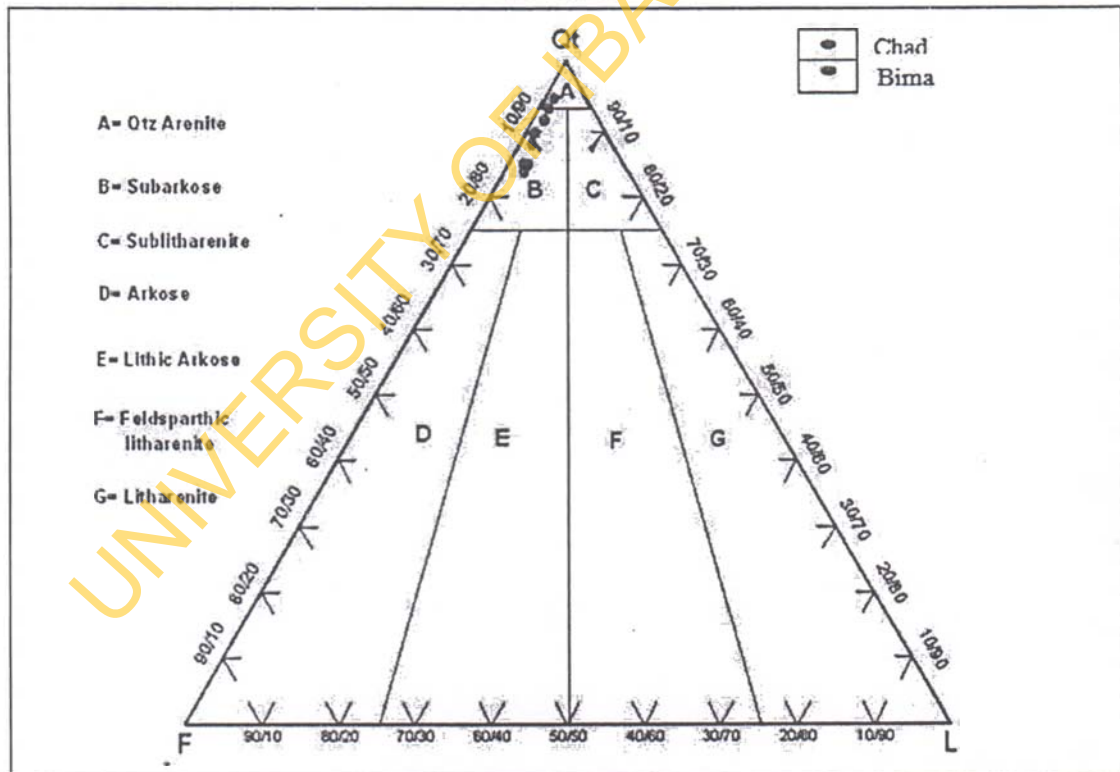 Qt
Chad
Bima
A= Qtz Arenite
B= Subarkose
C= Sublitharenite
D= Arkose
E= Lithic Arkose
F= Feldsparthic
litharenite
G= Litharenite
A
B
C
D
E
F
G
10/90
20/80
30/70
40/60
50/50
60/40
70/30
80/20
90/10
90/10
80/20
70/30
60/40
50/50
40/60
30/70
20/80
10/90
F
90/10
80/20
70/30
60/40
50/50
40/60
30/70
20/80
10/90
L
UNIVERSITY OF IBA